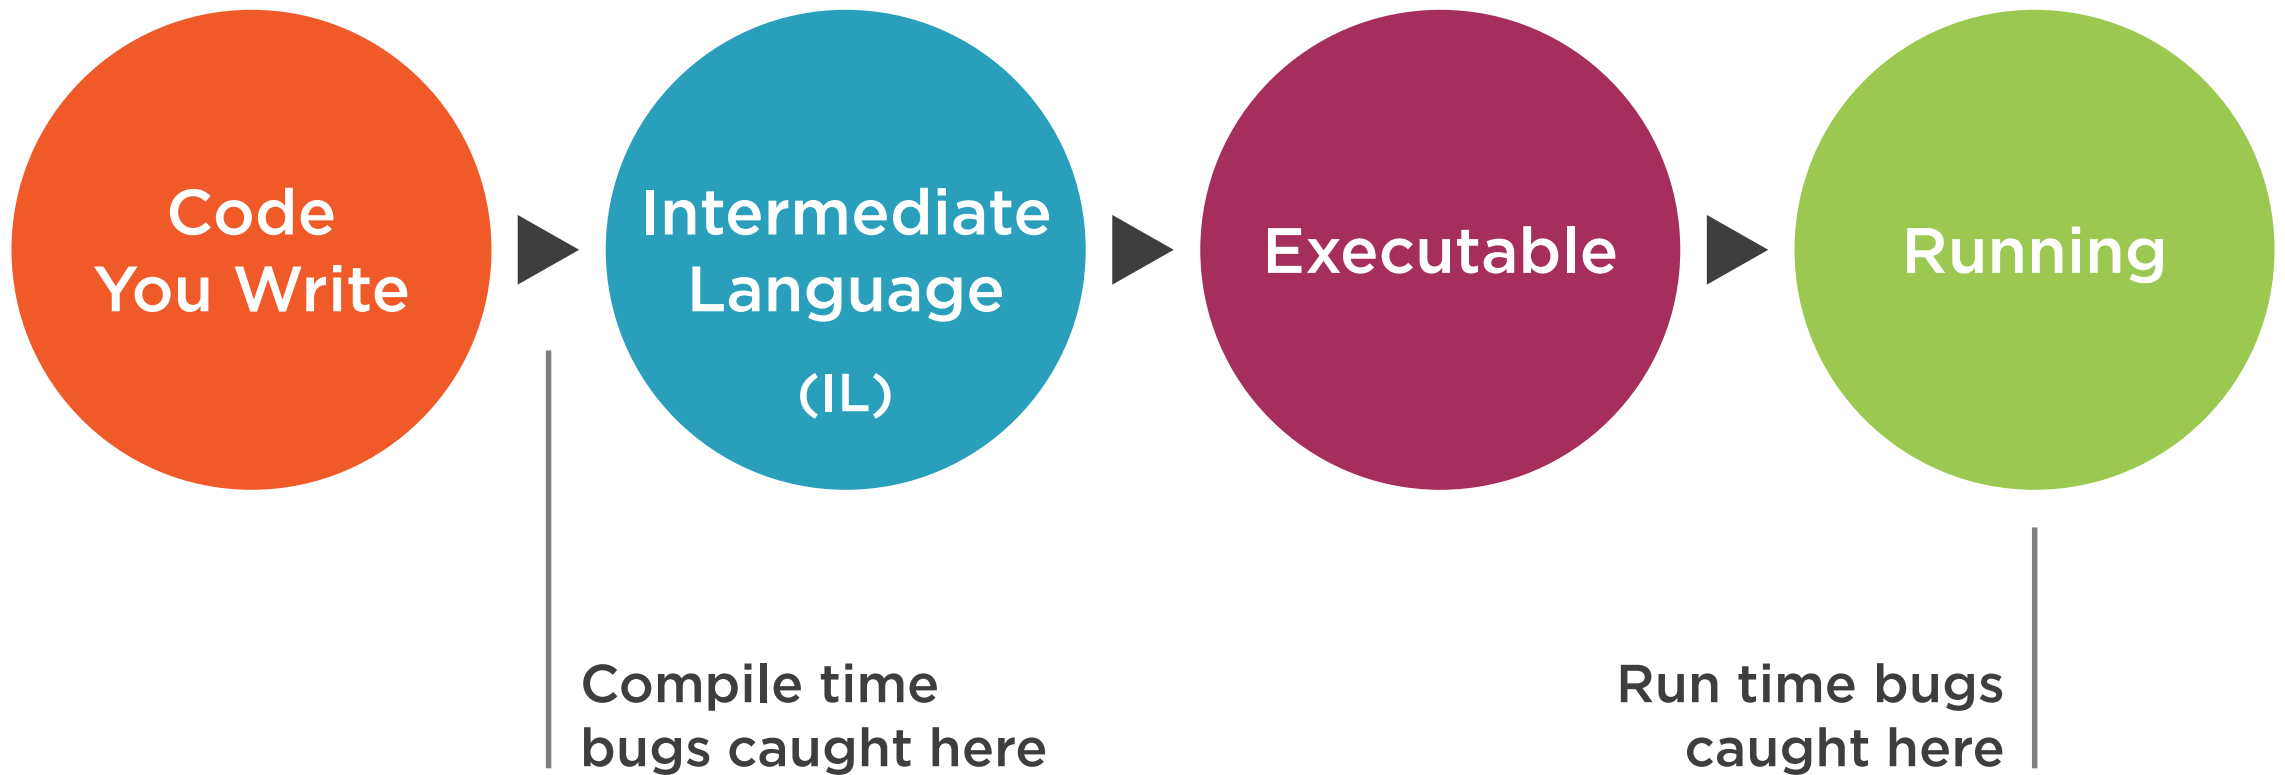 Code
You Write
Intermediate
Language
(IL)
Executable
Running
Compile time
bugs caught here
Run time bugs
caught here